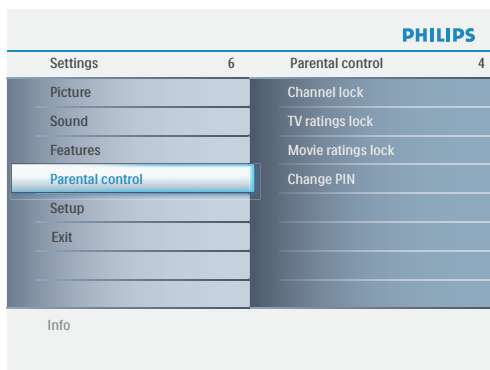 PHILIPS
Settings 6 Parental control 4
Picture Channel lock
Sound TV ratings lock
Features Movie ratings lock
Parental control Change PIN
Setup
Exit
Info